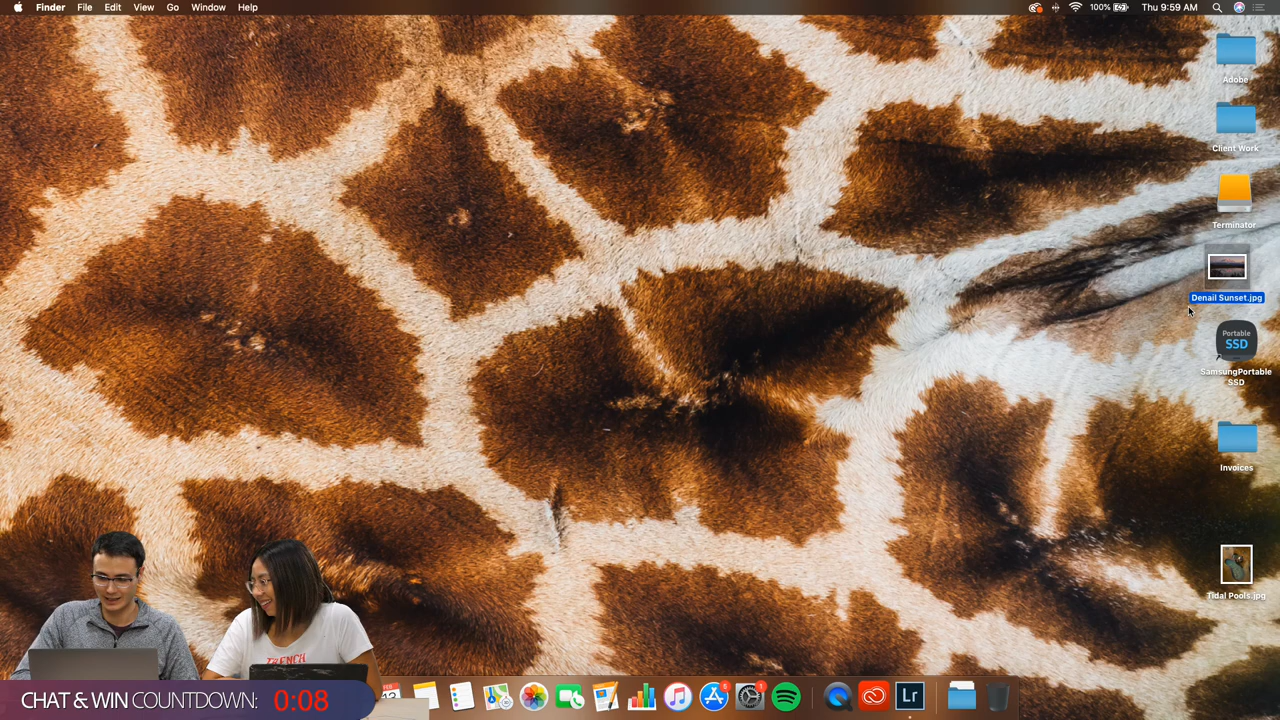 Finder File Edit View Go Window Help
100% Thu 9:59 AM
Adobe
Client Work
Terminator
Denail Sunset.jpg
Portable
SSD
SamsungPortable
SSD
Invoices
Tidal Pools.jpg
CHAT & WIN COUNTDOWN: 0:08
Lr